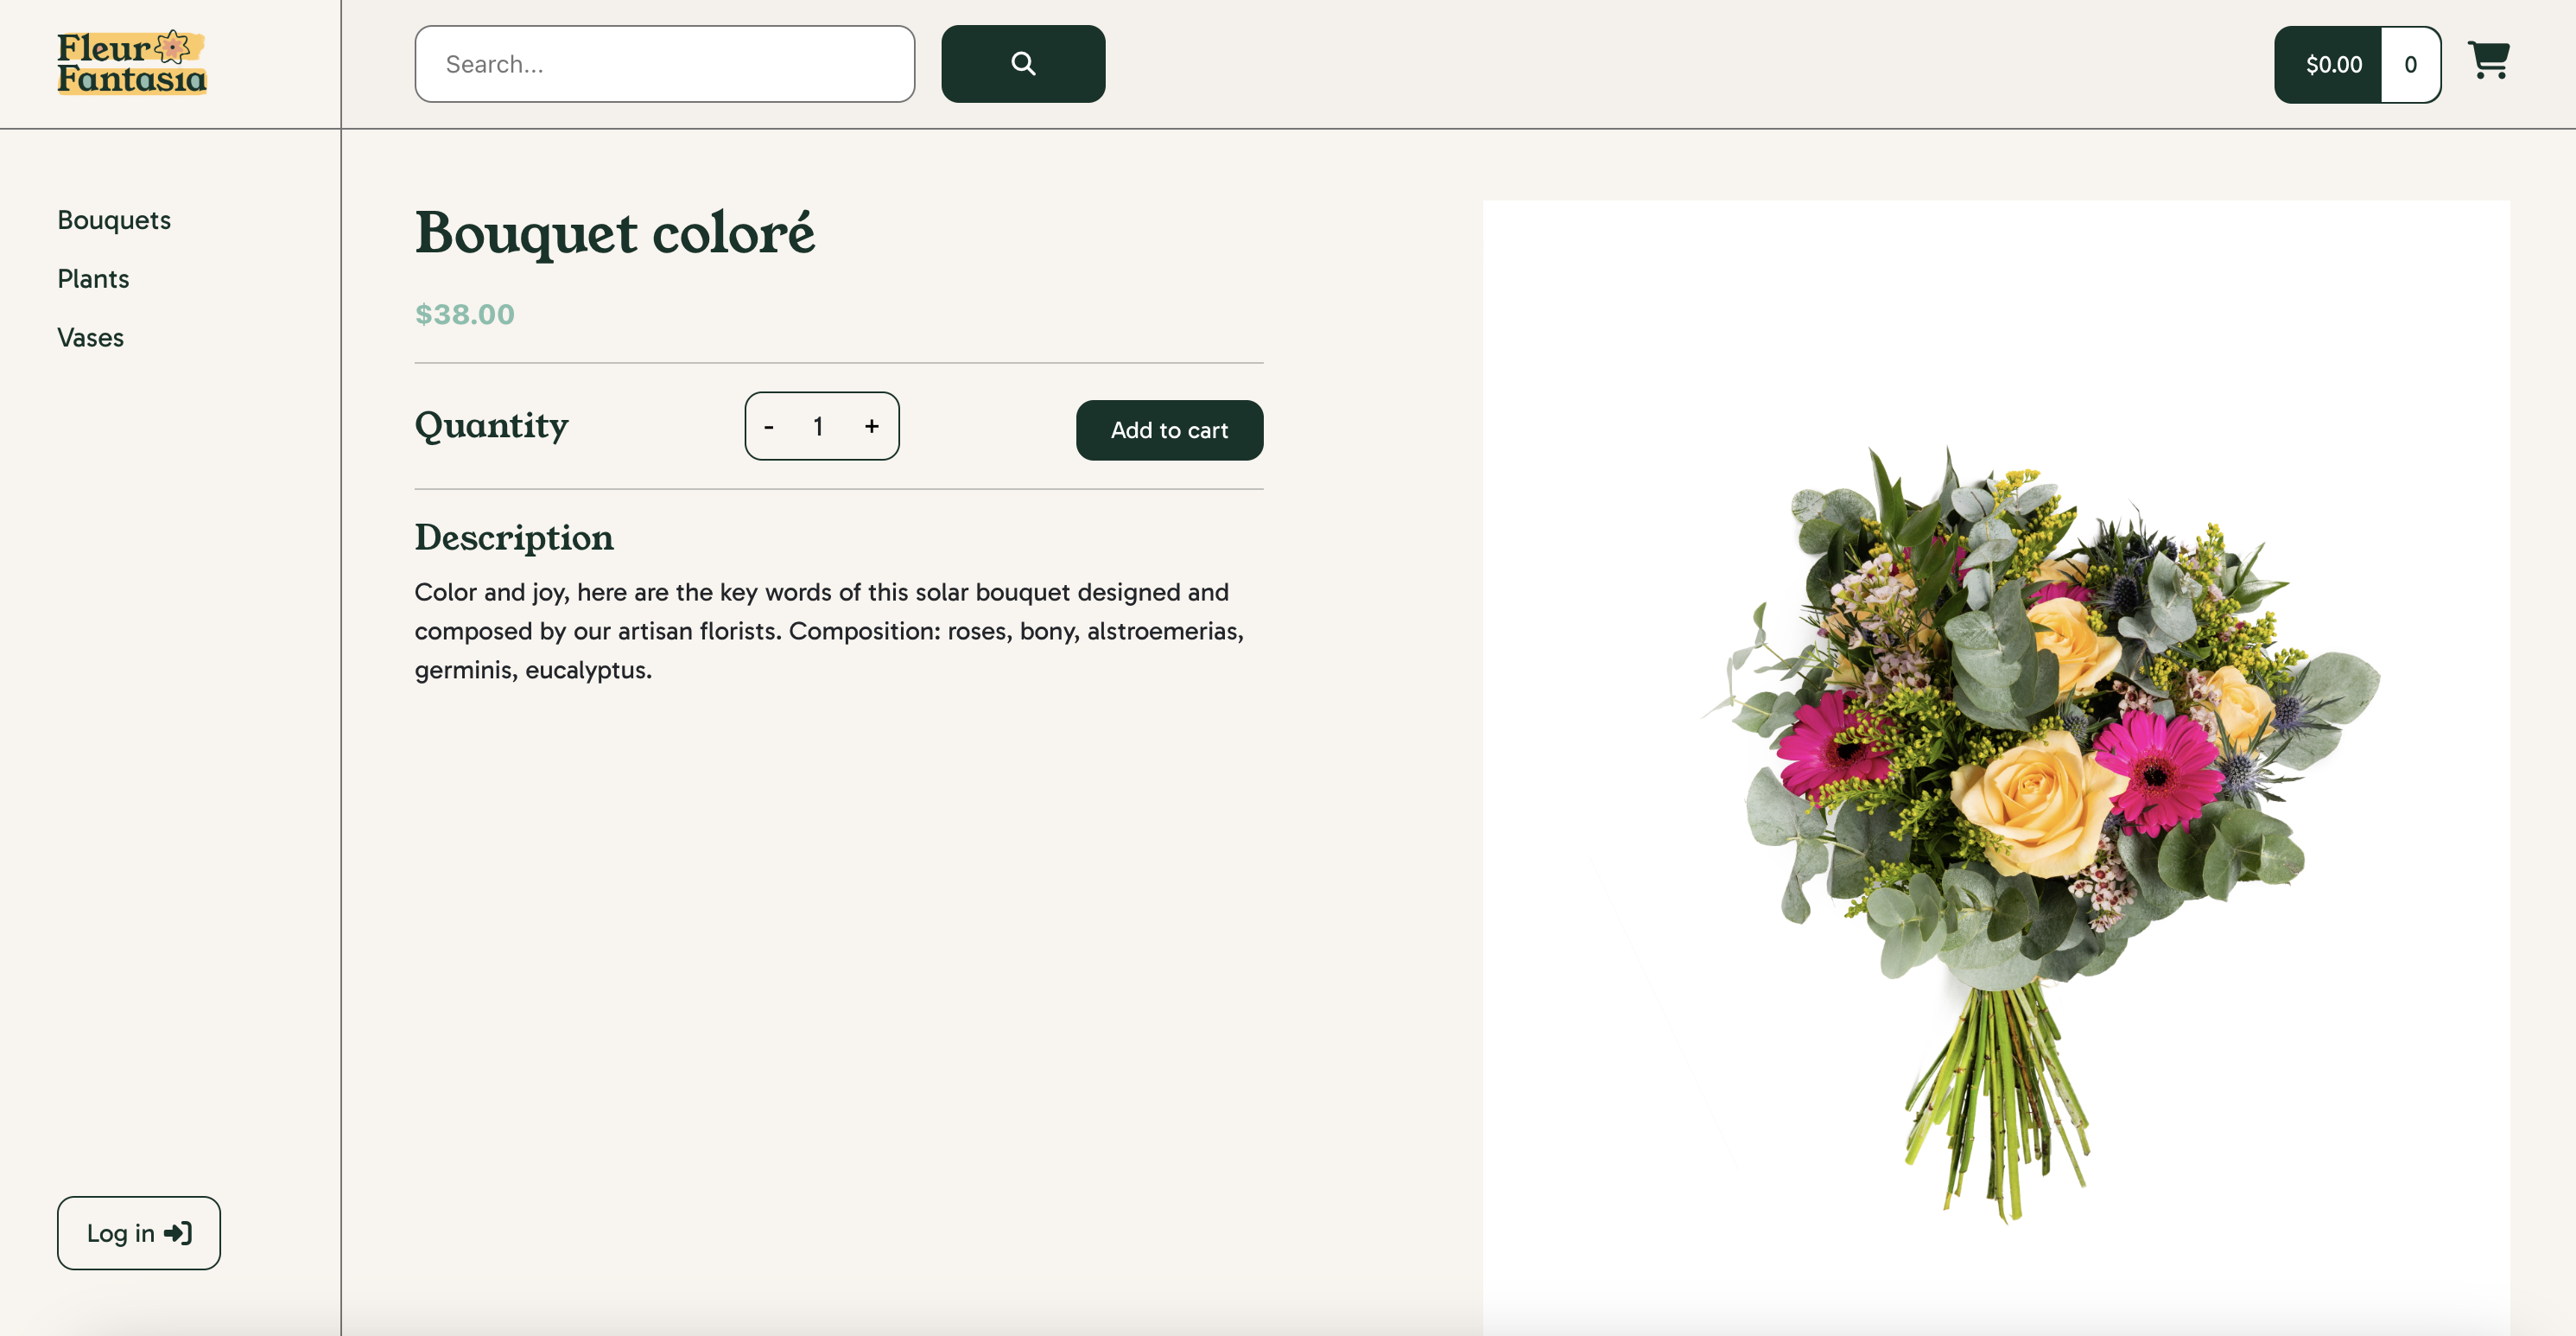 Fleur
Fantasia
Search...
$0.00 0
Bouquets
Plants
Vases
Bouquet coloré
$38.00
Quantity - 1 + Add to cart
Description
Color and joy, here are the key words of this solar bouquet designed and
composed by our artisan florists. Composition: roses, bony, alstroemerias,
germinis, eucalyptus.
Log in